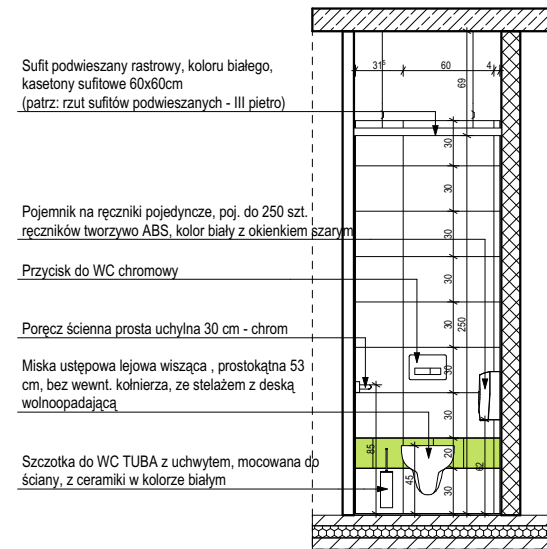 Sufit podwieszany rastrowy, koloru białego,
kasetony sufitowe 60x60cm
(patrz: rzut sufitów podwieszanych - III pietro)
Pojemnik na ręczniki pojedyncze, poj. do 250 szt.
ręczników tworzywo ABS, kolor biały z okienkiem szarym
Przycisk do WC chromowy
Poręcz ścienna prosta uchylna 30 cm - chrom
Miska ustępowa lejowa wisząca , prostokątna 53
cm, bez wewnt. kołnierza, ze stelażem z deską
wolnoopadającą
Szczotka do WC TUBA z uchwytem, mocowana do
ściany, z ceramiki w kolorze białym
31⁵ 60 4
69
30
30
30
30
30
250
30
30
85
20
62
45
30